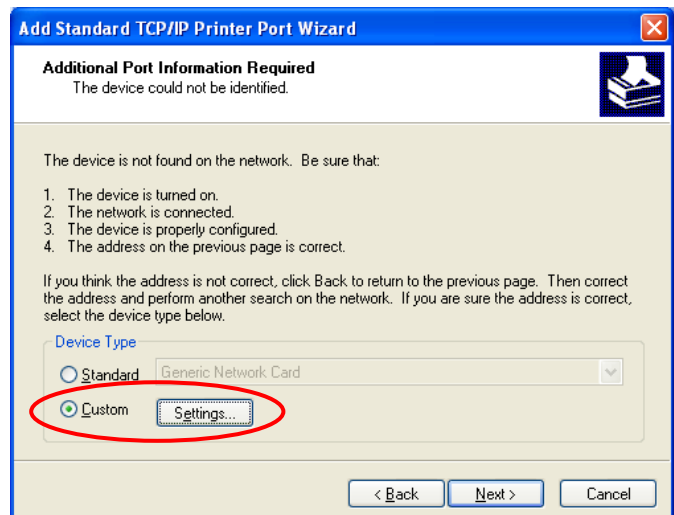 Add Standard TCP/IP Printer Port Wizard
Additional Port Information Required
The device could not be identified.
The device is not found on the network. Be sure that:
1. The device is turned on.
2. The network is connected.
3. The device is properly configured.
4. The address on the previous page is correct.
If you think the address is not correct, click Back to return to the previous page. Then correct
the address and perform another search on the network. If you are sure the address is correct,
select the device type below.
Device Type
Standard Generic Network Card
Custom Settings...
< Back Next > Cancel